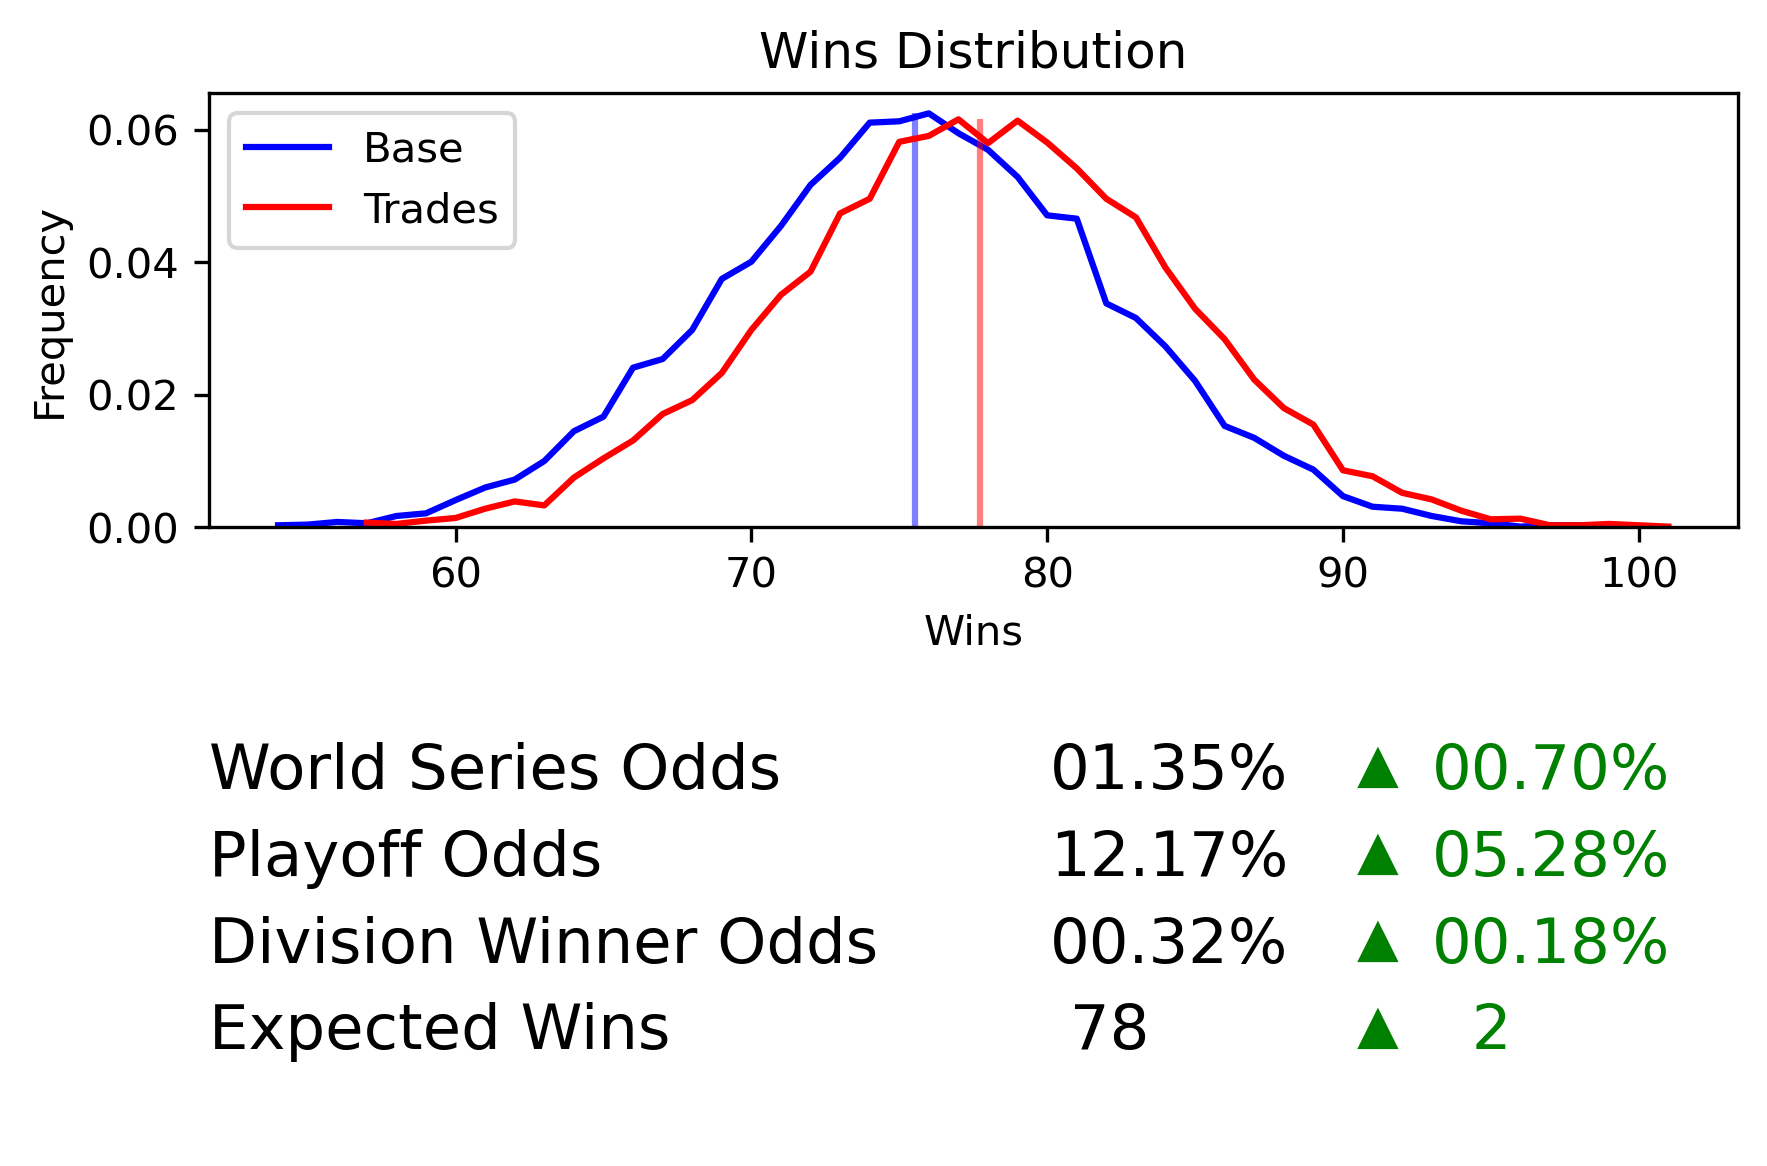 Wins Distribution
Base
Trades
Frequency
0.06
0.04
0.02
0.00
60 70 80 90 100
Wins
World Series Odds 01.35% ▲ 00.70%
Playoff Odds 12.17% ▲ 05.28%
Division Winner Odds 00.32% ▲ 00.18%
Expected Wins 78 ▲ 2